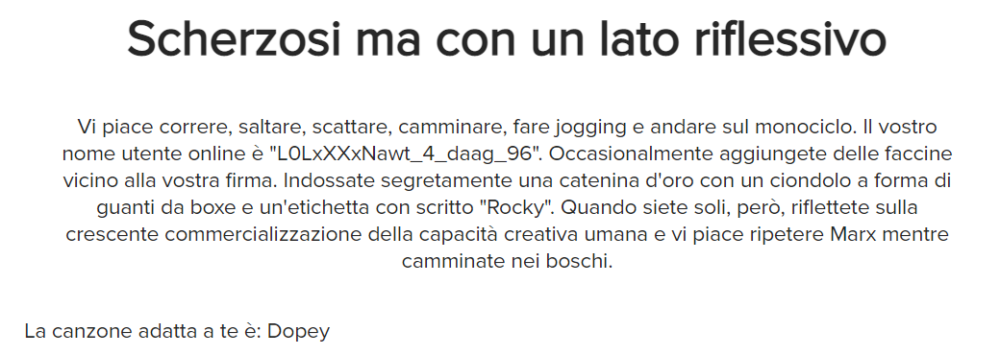 Scherzosi ma con un lato riflessivo
Vi piace correre, saltare, scattare, camminare, fare jogging e andare sul monociclo. Il vostro
nome utente online è "L0LxXXxNawt_4_daag_96". Occasionalmente aggiungete delle faccine
vicino alla vostra firma. Indossate segretamente una catenina d'oro con un ciondolo a forma di
guanti da boxe e un'etichetta con scritto "Rocky". Quando siete soli, però, riflettete sulla
crescente commercializzazione della capacità creativa umana e vi piace ripetere Marx mentre
camminate nei boschi.
La canzone adatta a te è: Dopey